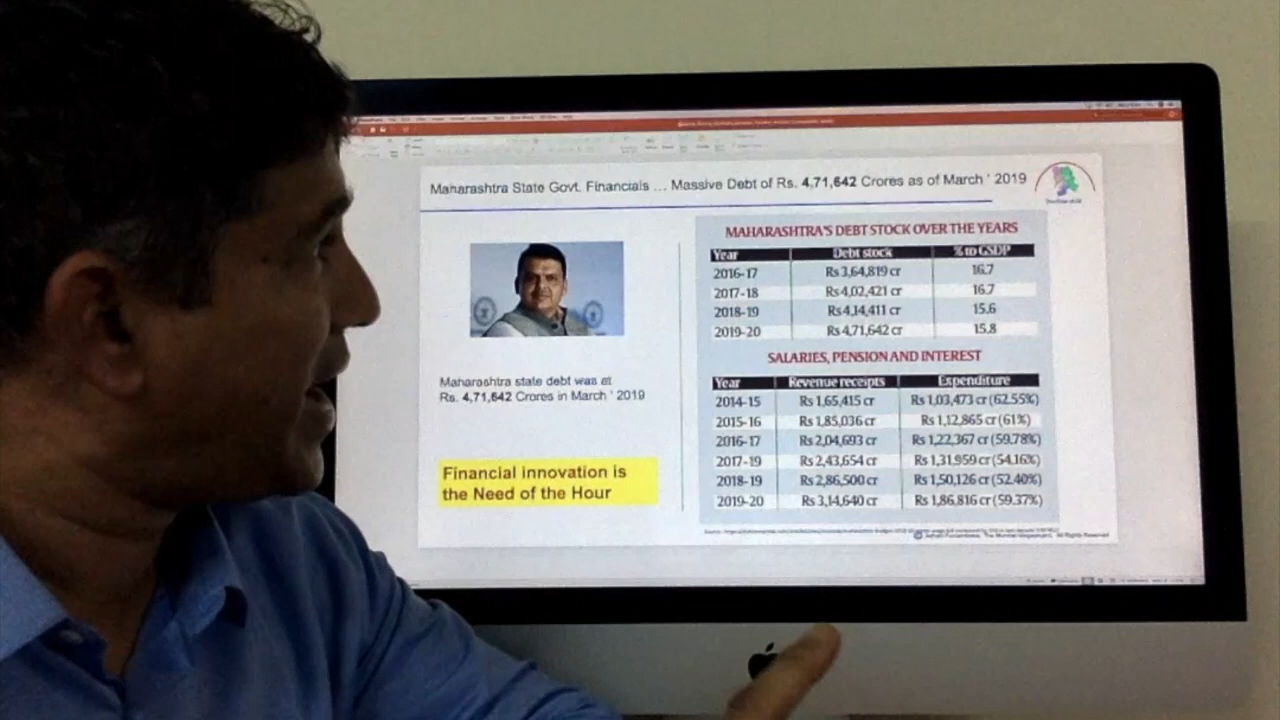 Maharashtra State Govt. Financials ... Massive Debt of Rs. 4,71,642 Crores as of March ' 2019
Maharashtra state debt was at
Rs. 4,71,642 Crores in March ' 2019
Financial innovation is
the Need of the Hour
MAHARASHTRA'S DEBT STOCK OVER THE YEARS
Year Debt stock % to GSDP
2016-17 Rs 3,64,819 cr 16.7
2017-18 Rs 4,02,421 cr 16.7
2018-19 Rs 4,14,411 cr 15.6
2019-20 Rs 4,71,642 cr 15.8
SALARIES, PENSION AND INTEREST
Year Revenue receipts Expenditure
2014-15 Rs 1,65,415 cr Rs 1,03,473 cr (62.55%)
2015-16 Rs 1,85,036 cr Rs 1,12,865 cr (61%)
2016-17 Rs 2,04,693 cr Rs 1,22,367 cr (59.78%)
2017-19 Rs 2,43,654 cr Rs 1,31,959 cr (54.16%)
2018-19 Rs 2,86,500 cr Rs 1,50,126 cr (52.40%)
2019-20 Rs 3,14,640 cr Rs 1,86,816 cr (59.37%)
All Rights Reserved